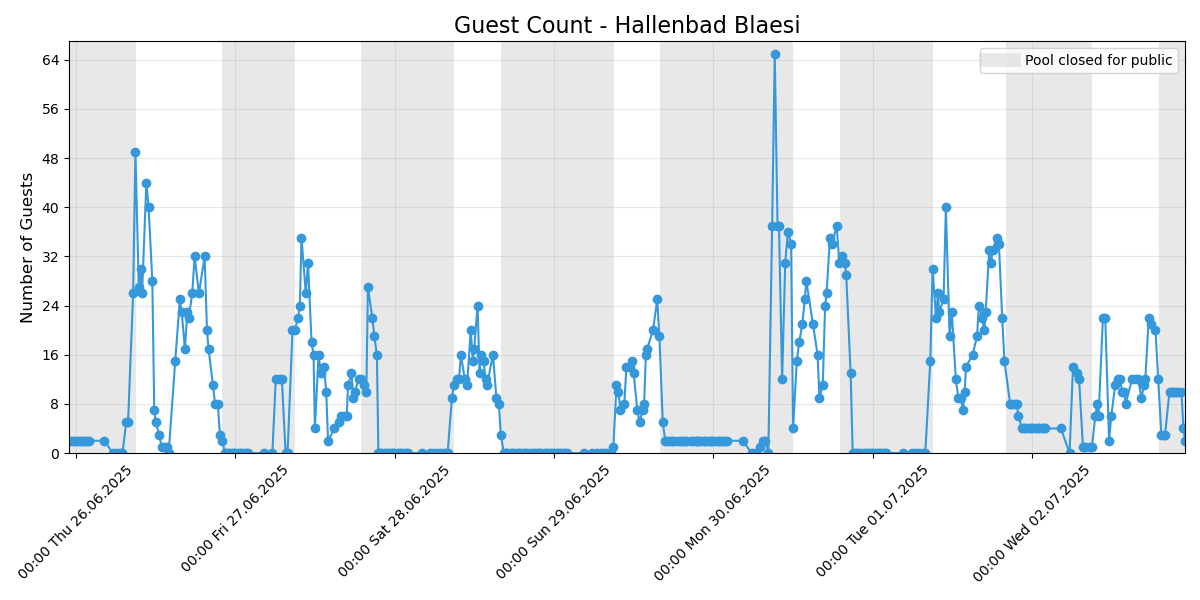 Guest Count - Hallenbad Blaesi
Pool closed for public
Number of Guests
64
56
48
40
32
24
16
8
0
00:00 Thu 26.06.2025
00:00 Fri 27.06.2025
00:00 Sat 28.06.2025
00:00 Sun 29.06.2025
00:00 Mon 30.06.2025
00:00 Tue 01.07.2025
00:00 Wed 02.07.2025